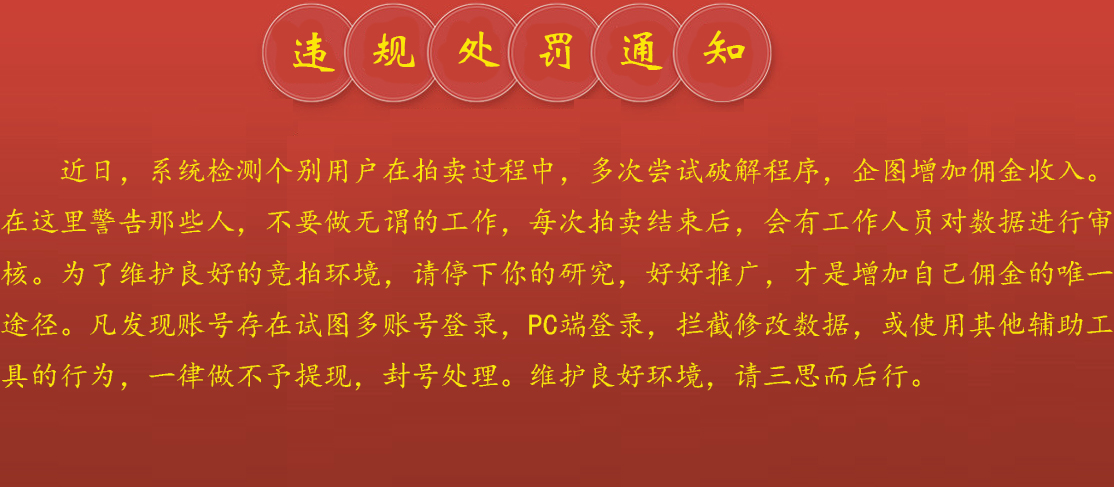 违规处罚通知
近日，系统检测个别用户在拍卖过程中，多次尝试破解程序，企图增加佣金收入。
在这里警告那些人，不要做无谓的工作，每次拍卖结束后，会有工作人员对数据进行审
核。为了维护良好的竞拍环境，请停下你的研究，好好推广，才是增加自己佣金的唯一
途径。凡发现账号存在试图多账号登录，PC端登录，拦截修改数据，或使用其他辅助工
具的行为，一律做不予提现，封号处理。维护良好环境，请三思而后行。